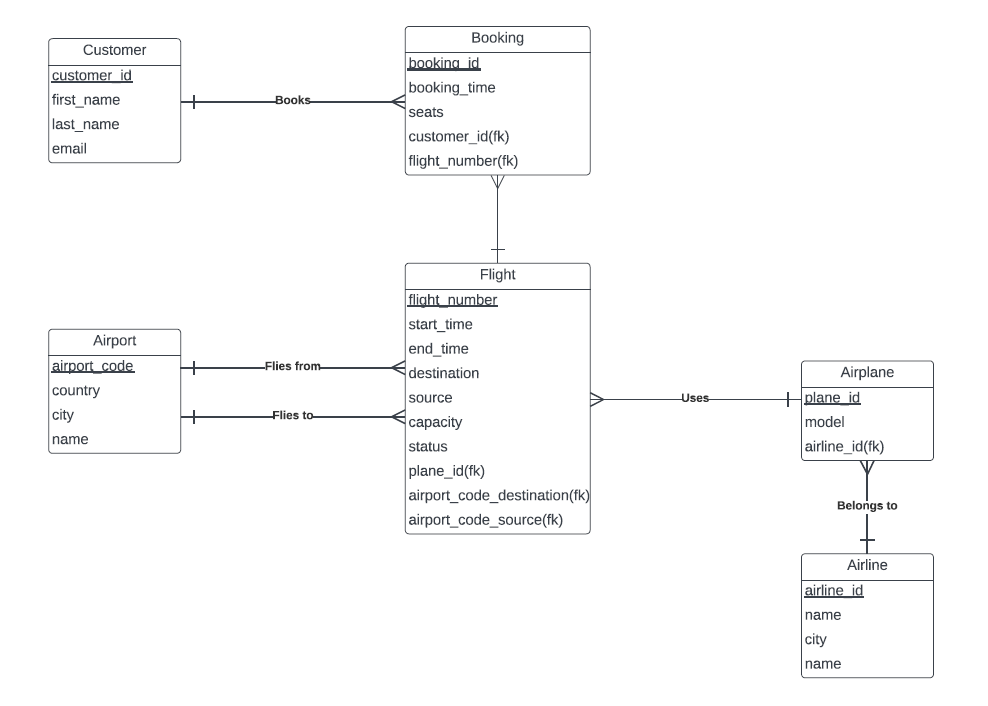 Customer
customer_id
first_name
last_name
email
Books
Booking
booking_id
booking_time
seats
customer_id(fk)
flight_number(fk)
Flight
flight_number
start_time
end_time
destination
source
capacity
status
plane_id(fk)
airport_code_destination(fk)
airport_code_source(fk)
Airport
airport_code
country
city
name
Flies from
Flies to
Uses
Airplane
plane_id
model
airline_id(fk)
Belongs to
Airline
airline_id
name
city
name